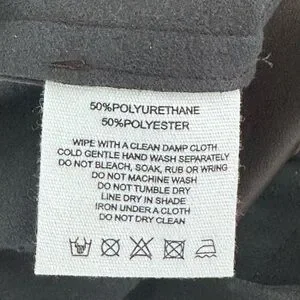 50%POLYURETHANE
50%POLYESTER
WIPE WITH A CLEAN DAMP CLOTH
COLD GENTLE HAND WASH SEPARATELY
DO NOT BLEACH, SOAK, RUB OR WRING
DO NOT MACHINE WASH
DO NOT TUMBLE DRY
LINE DRY IN SHADE
IRON UNDER A CLOTH
DO NOT DRY CLEAN